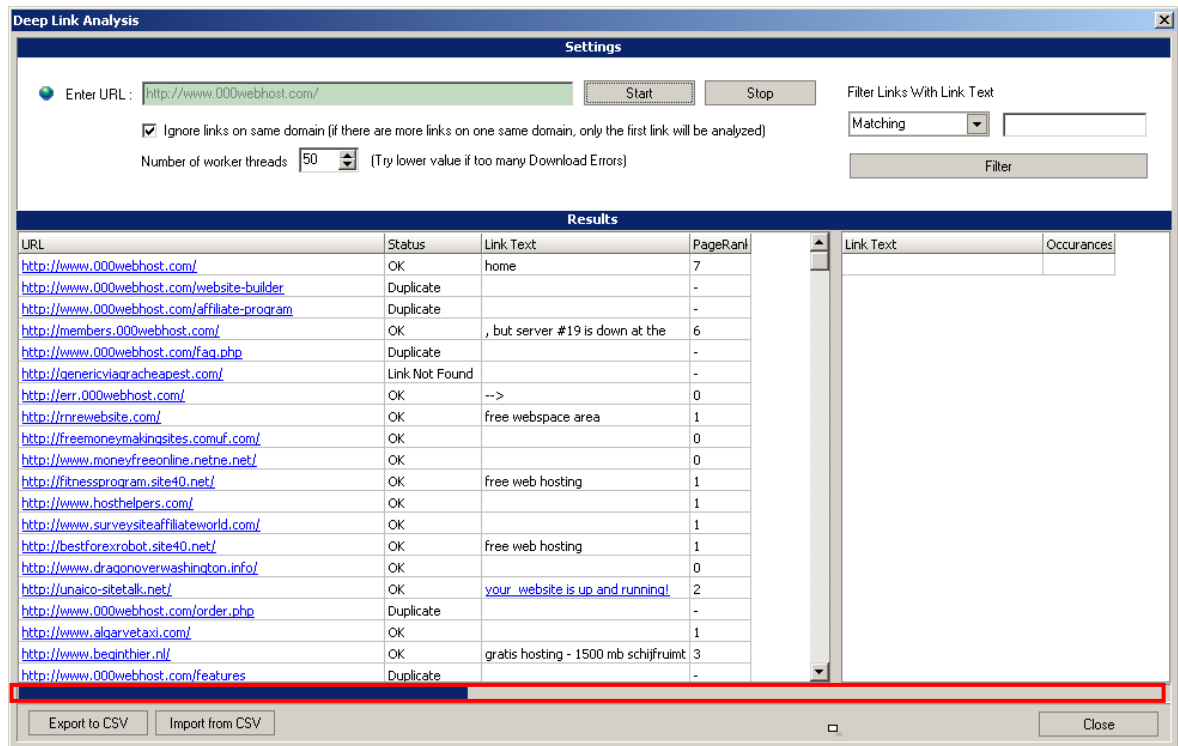 Deep Link Analysis
Settings
Enter URL : http://www.000webhost.com/ Start Stop Filter Links With Link Text
Ignore links on same domain (if there are more links on one same domain, only the first link will be analyzed) Matching
Number of worker threads 50 (Try lower value if too many Download Errors) Filter
Results
URL Status Link Text PageRank Link Text Occurances
http://www.000webhost.com/ OK home 7
http://www.000webhost.com/website-builder Duplicate -
http://www.000webhost.com/affiliate-program Duplicate -
http://members.000webhost.com/ OK , but server #19 is down at the 6
http://www.000webhost.com/faq.php Duplicate -
http://genericviagracheapest.com/ Link Not Found -
http://err.000webhost.com/ OK --> 0
http://rnrewebsite.com/ OK free webspace area 1
http://freemoneymakingsites.comuf.com/ OK 0
http://www.moneyfreeonline.netne.net/ OK 0
http://fitnessprogram.site40.net/ OK free web hosting 1
http://www.hosthelpers.com/ OK 1
http://www.surveysiteaffiliateworld.com/ OK 1
http://bestforexrobot.site40.net/ OK free web hosting 1
http://www.dragonoverwashington.info/ OK 0
http://unaico-sitetalk.net/ OK your website is up and running! 2
http://www.000webhost.com/order.php Duplicate -
http://www.algarvetaxi.com/ OK 1
http://www.beginthier.nl/ OK gratis hosting - 1500 mb schijfruimt 3
http://www.000webhost.com/features Duplicate -
Export to CSV Import from CSV Close